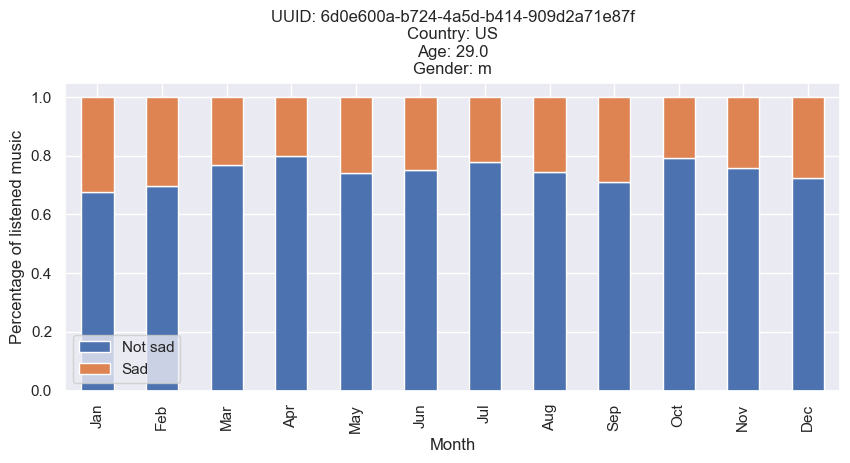 UUID: 6d0e600a-b724-4a5d-b414-909d2a71e87f
Country: US
Age: 29.0
Gender: m
Percentage of listened music
1.0
0.8
0.6
0.4
0.2
0.0
Not sad
Sad
Jan Feb Mar Apr May Jun Jul Aug Sep Oct Nov Dec
Month